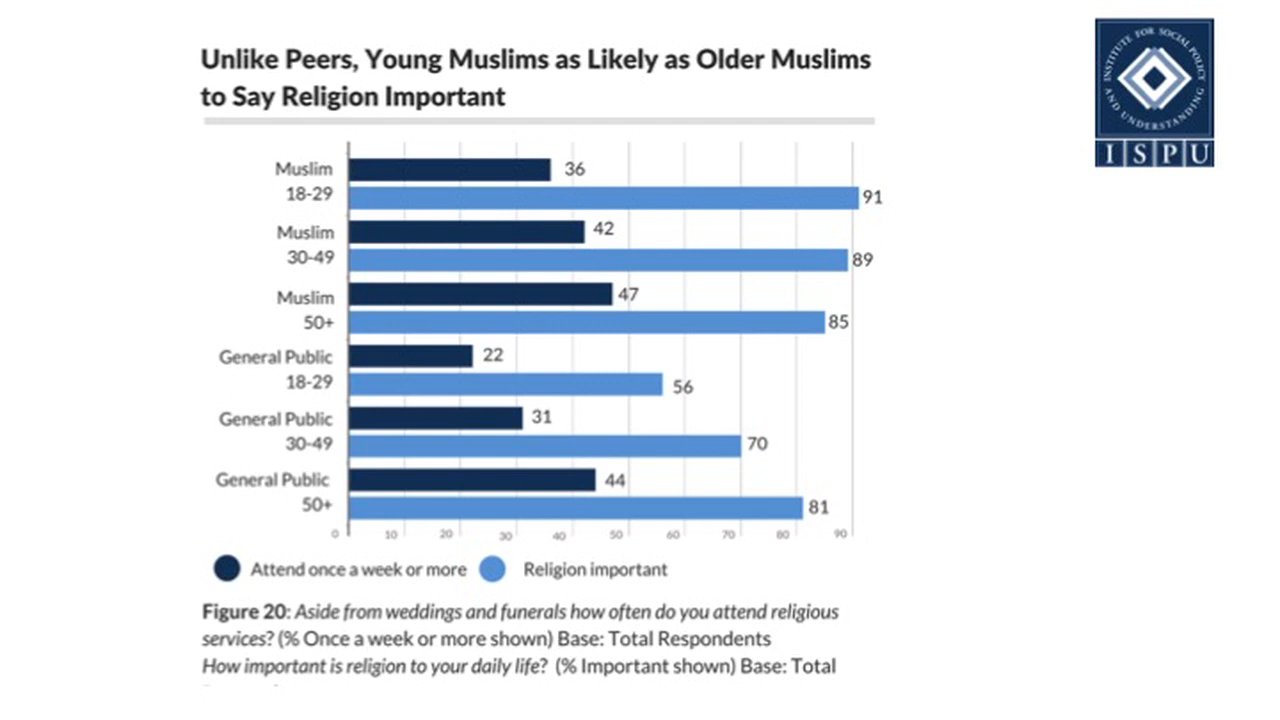 Unlike Peers, Young Muslims as Likely as Older Muslims
to Say Religion Important
INSTITUTE FOR SOCIAL POLICY
AND UNDERSTANDING
ISPU
Muslim
18-29
36
91
Muslim
30-49
42
89
Muslim
50+
47
85
General Public
18-29
22
56
General Public
30-49
31
70
General Public
50+
44
81
0 10 20 30 40 50 60 70 80 90
Attend once a week or more Religion important
Figure 20: Aside from weddings and funerals how often do you attend religious
services? (% Once a week or more shown) Base: Total Respondents
How important is religion to your daily life? (% Important shown) Base: Total